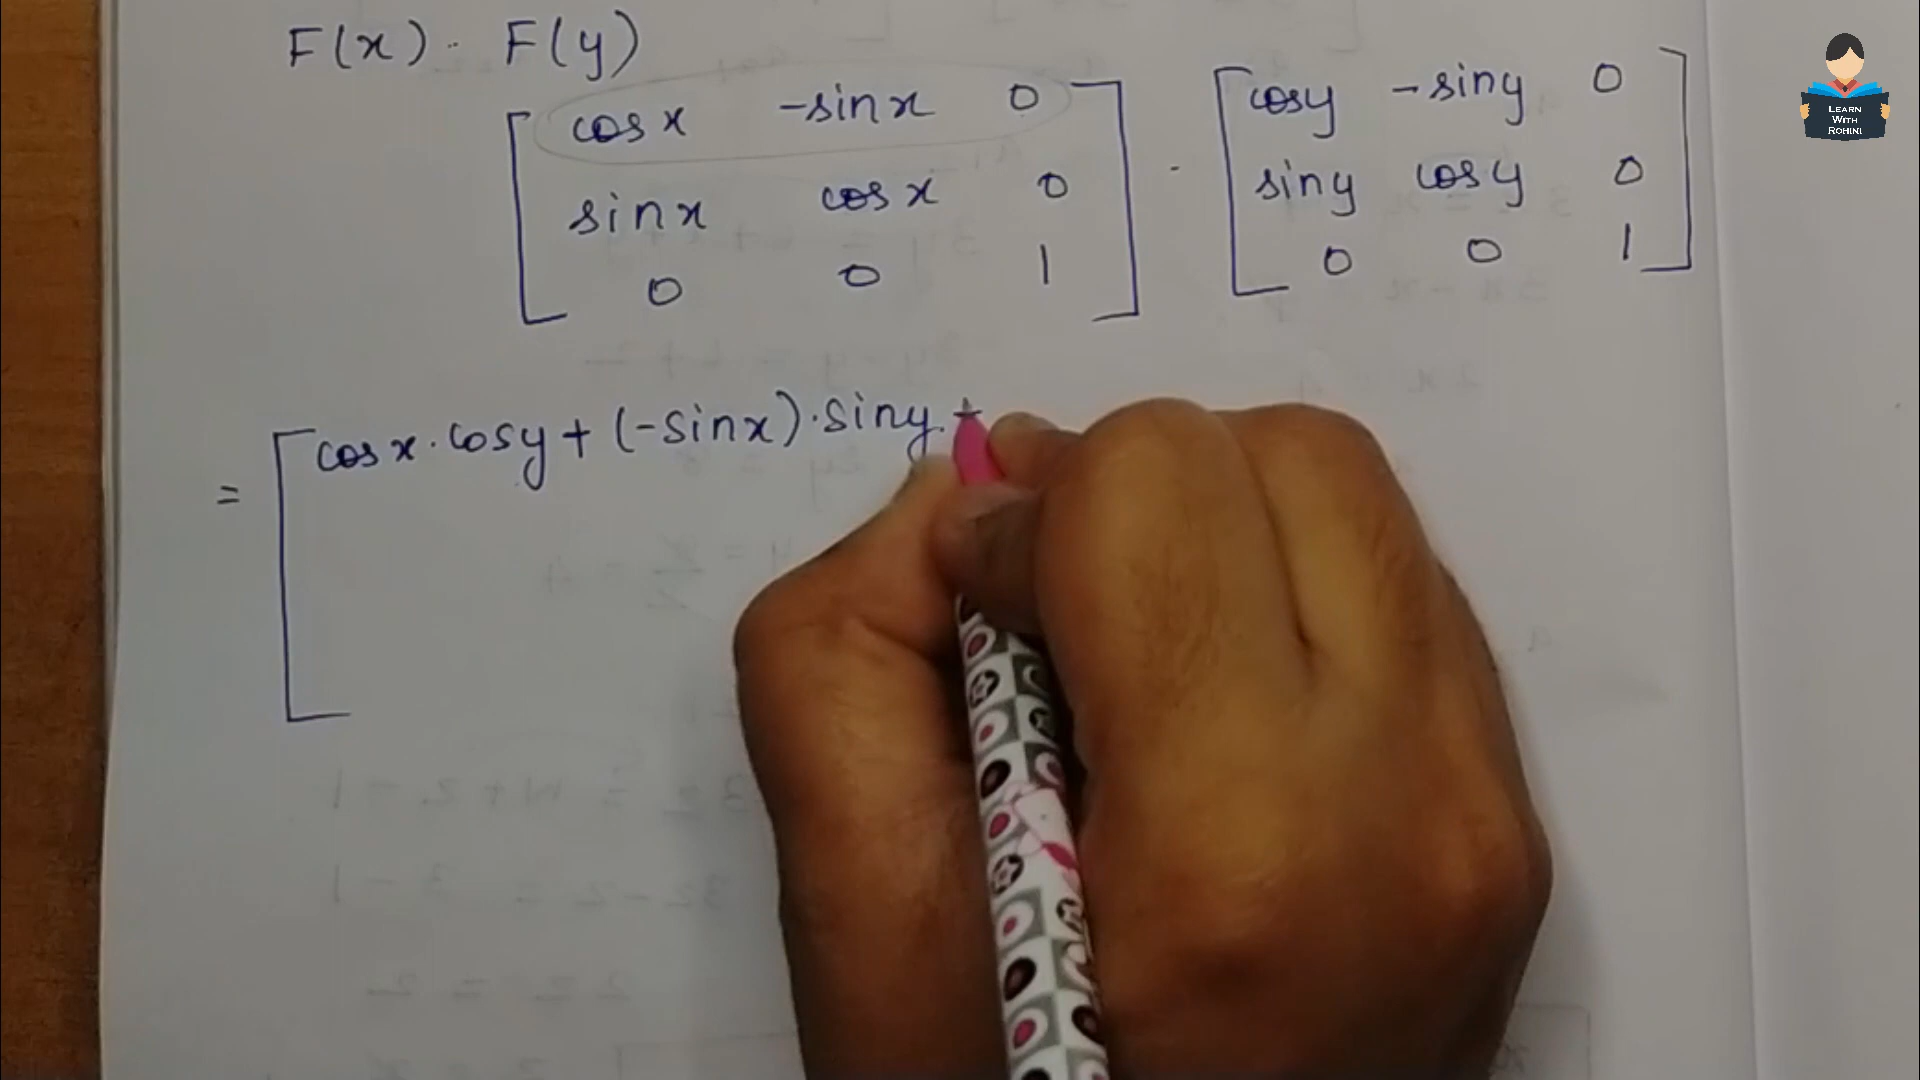 F(x) · F(y)
[ cos x -sin x 0 ] · [ cos y -sin y 0 ]
[ sin x cos x 0 ] [ sin y cos y 0 ]
[ 0 0 1 ] [ 0 0 1 ]
= [ cos x · cos y + (-sin x) · sin y +
LEARN
WITH
ROHINI